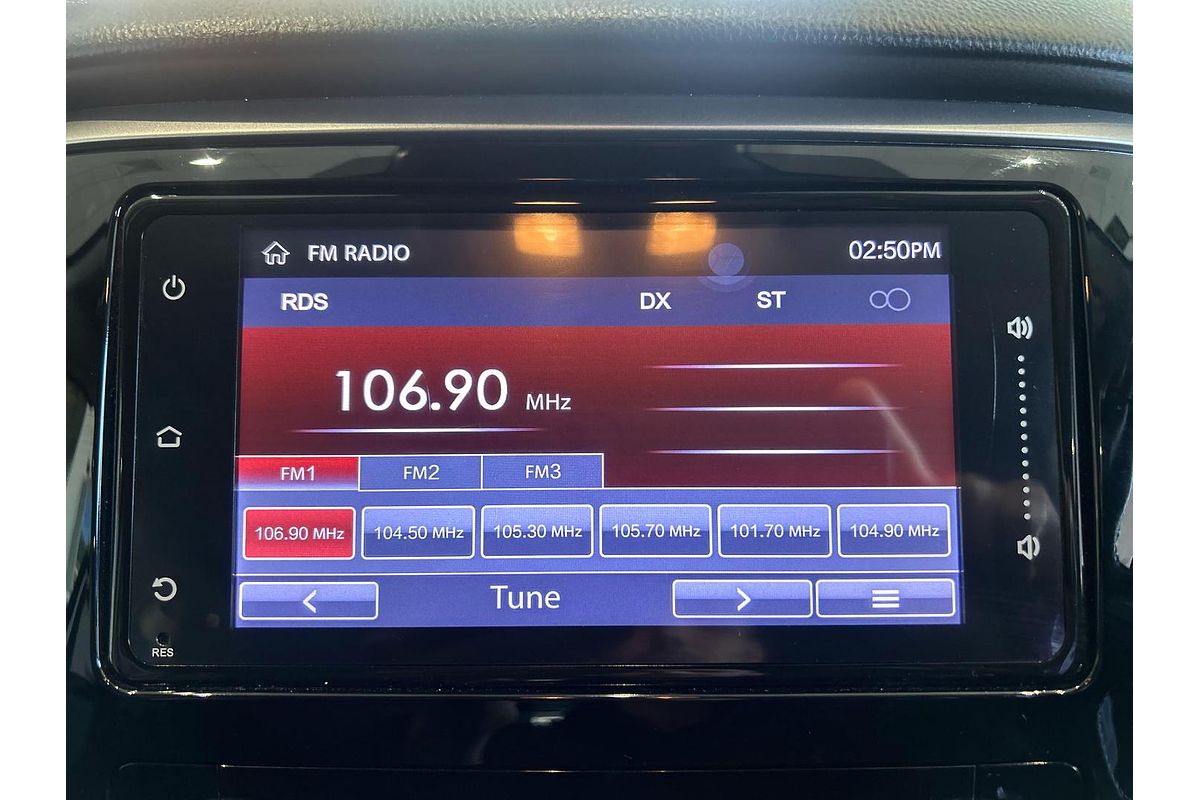 FM RADIO 02:50PM
RDS DX ST
106.90 MHz
FM1 FM2 FM3
106.90 MHz 104.50 MHz 105.30 MHz 105.70 MHz 101.70 MHz 104.90 MHz
< Tune >
RES